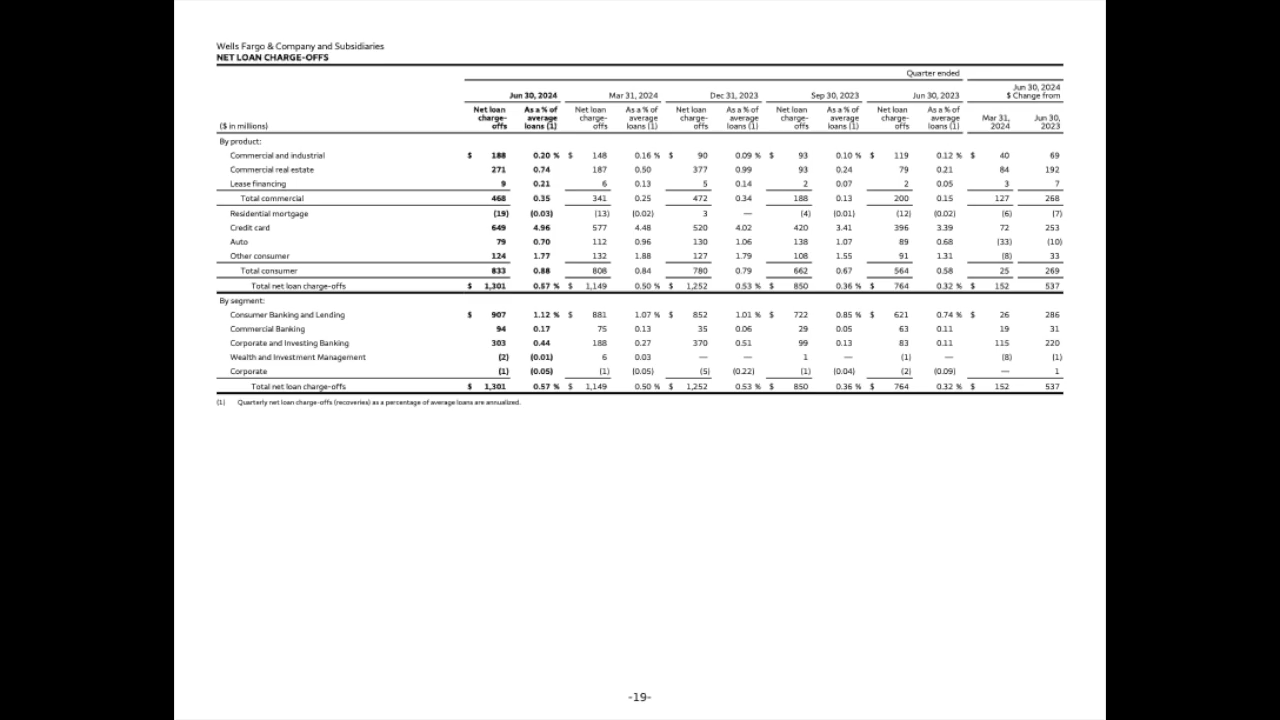 Wells Fargo & Company and Subsidiaries
NET LOAN CHARGE-OFFS
Quarter ended
Jun 30, 2024 Mar 31, 2024 Dec 31, 2023 Sep 30, 2023 Jun 30, 2023 Jun 30, 2024 $ Change from
($ in millions) Net loan charge-offs As a % of average loans (1) Net loan charge-offs As a % of average loans (1) Net loan charge-offs As a % of average loans (1) Net loan charge-offs As a % of average loans (1) Net loan charge-offs As a % of average loans (1) Mar 31, 2024 Jun 30, 2023
By product:
Commercial and industrial $ 188 0.20 % $ 148 0.16 % $ 90 0.09 % $ 93 0.10 % $ 119 0.12 % $ 40 69
Commercial real estate 271 0.74 187 0.50 377 0.99 93 0.24 79 0.21 84 192
Lease financing 9 0.21 6 0.13 5 0.14 2 0.07 2 0.05 3 7
Total commercial 468 0.35 341 0.25 472 0.34 188 0.13 200 0.15 127 268
Residential mortgage (19) (0.03) (13) (0.02) 3 — (4) (0.01) (12) (0.02) (6) (7)
Credit card 649 4.96 577 4.48 520 4.02 420 3.41 396 3.39 72 253
Auto 79 0.70 112 0.96 130 1.06 138 1.07 89 0.68 (33) (10)
Other consumer 124 1.77 132 1.88 127 1.79 108 1.55 91 1.31 (8) 33
Total consumer 833 0.88 808 0.84 780 0.79 662 0.67 564 0.58 25 269
Total net loan charge-offs $ 1,301 0.57 % $ 1,149 0.50 % $ 1,252 0.53 % $ 850 0.36 % $ 764 0.32 % $ 152 537
By segment:
Consumer Banking and Lending $ 907 1.12 % $ 881 1.07 % $ 852 1.01 % $ 722 0.85 % $ 621 0.74 % $ 26 286
Commercial Banking 94 0.17 75 0.13 35 0.06 29 0.05 63 0.11 19 31
Corporate and Investing Banking 303 0.44 188 0.27 370 0.51 99 0.13 83 0.11 115 220
Wealth and Investment Management (2) (0.01) 6 0.03 — — 1 — (1) — (8) (1)
Corporate (1) (0.05) (1) (0.05) (5) (0.22) (1) (0.04) (2) (0.09) — 1
Total net loan charge-offs $ 1,301 0.57 % $ 1,149 0.50 % $ 1,252 0.53 % $ 850 0.36 % $ 764 0.32 % $ 152 537
(1) Quarterly net loan charge-offs (recoveries) as a percentage of average loans are annualized.
-19-